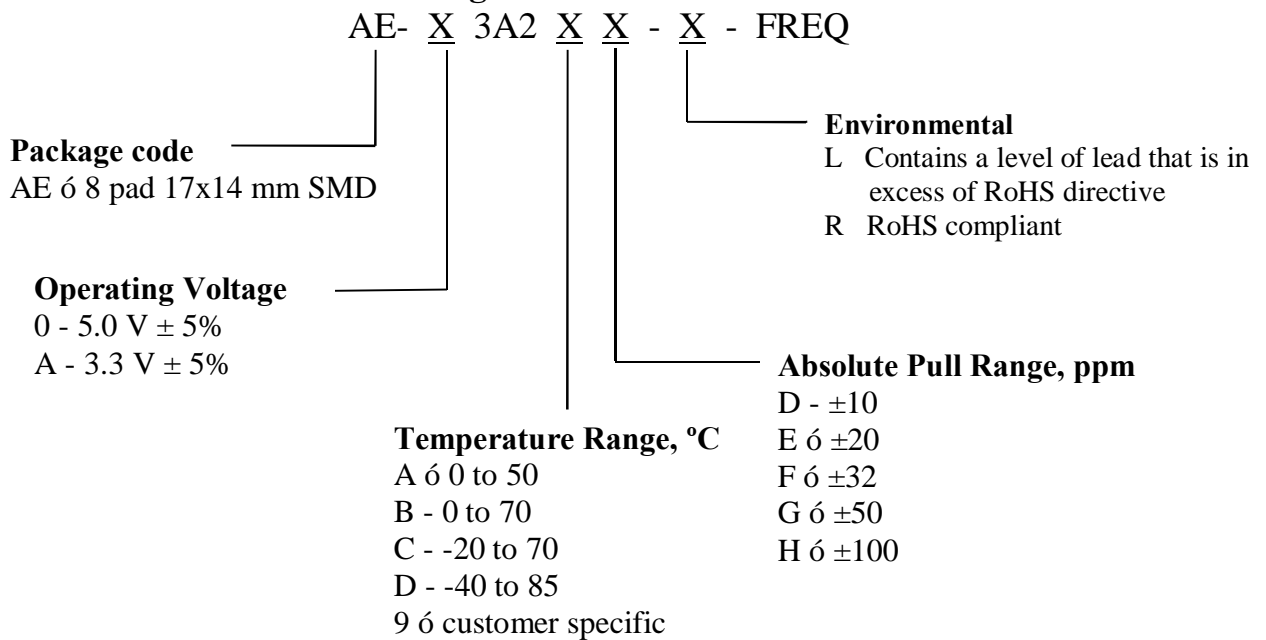 AE- X 3A2 X X - X - FREQ
Package code
AE ó 8 pad 17x14 mm SMD
Operating Voltage
0 - 5.0 V ± 5%
A - 3.3 V ± 5%
Temperature Range, ºC
A ó 0 to 50
B - 0 to 70
C - -20 to 70
D - -40 to 85
9 ó customer specific
Absolute Pull Range, ppm
D - ±10
E ó ±20
F ó ±32
G ó ±50
H ó ±100
Environmental
L Contains a level of lead that is in
excess of RoHS directive
R RoHS compliant